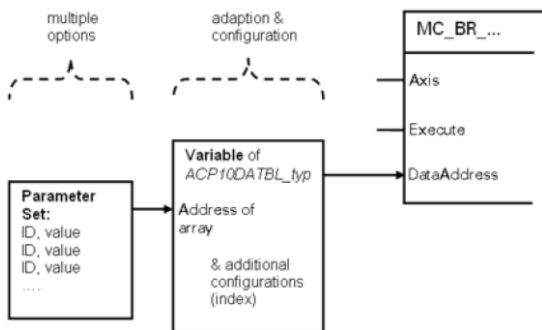 multiple
options
adaption &
configuration
MC_BR_...
Axis
Execute
DataAddress
Variable of
ACP10DATBL_typ
Address of
array
& additional
configurations
(index)
Parameter
Set:
ID, value
ID, value
ID, value
....